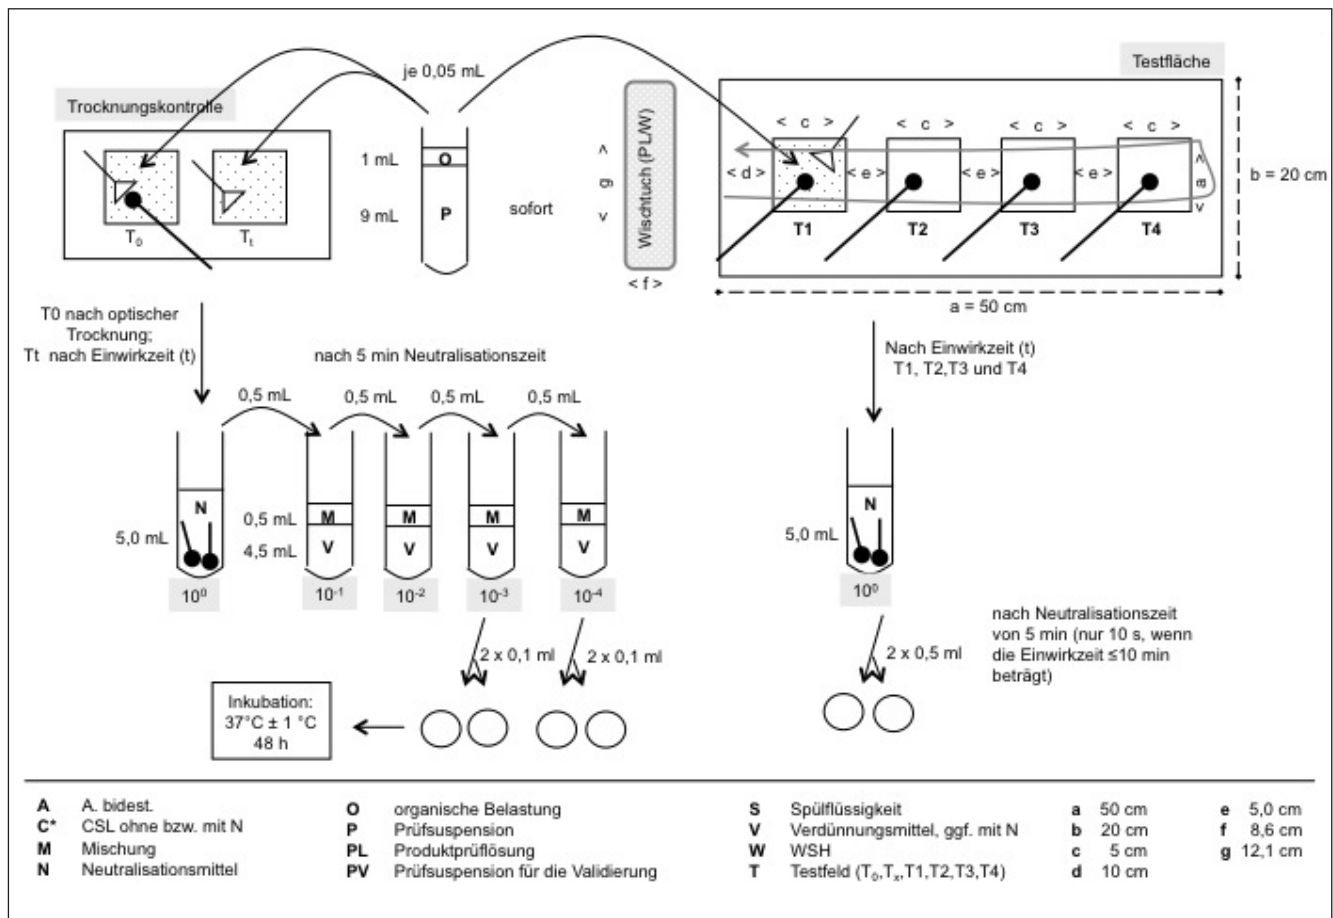 je 0,05 mL
Testfläche
Trocknungskontrolle
1 mL
O
9 mL
P
sofort
< g >
Wischtuch (PL/W)
< f >
< c >
< c >
< c >
< c >
< d >
< e >
< e >
< e >
< a >
b = 20 cm
T₀
Tₜ
T1
T2
T3
T4
a = 50 cm
T0 nach optischer
Trocknung;
Tt nach Einwirkzeit (t)
nach 5 min Neutralisationszeit
Nach Einwirkzeit (t)
T1, T2,T3 und T4
0,5 mL
0,5 mL
0,5 mL
0,5 mL
N
5,0 mL
0,5 mL
4,5 mL
M
M
M
M
V
V
V
V
N
5,0 mL
10⁰
10⁻¹
10⁻²
10⁻³
10⁻⁴
10⁰
2 x 0,1 ml
2 x 0,1 ml
2 x 0,5 ml
nach Neutralisationszeit
von 5 min (nur 10 s, wenn
die Einwirkzeit ≤10 min
beträgt)
Inkubation:
37°C ± 1 °C
48 h
A A. bidest.
C* CSL ohne bzw. mit N
M Mischung
N Neutralisationsmittel
O organische Belastung
P Prüfsuspension
PL Produktprüflösung
PV Prüfsuspension für die Validierung
S Spülflüssigkeit
V Verdünnungsmittel, ggf. mit N
W WSH
T Testfeld (T₀,Tₓ,T1,T2,T3,T4)
a 50 cm
b 20 cm
c 5 cm
d 10 cm
e 5,0 cm
f 8,6 cm
g 12,1 cm